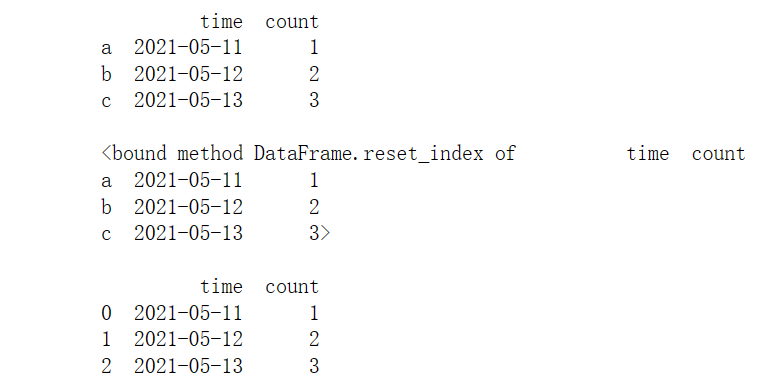 time  count
a  2021-05-11      1
b  2021-05-12      2
c  2021-05-13      3
<bound method DataFrame.reset_index of          time  count
a  2021-05-11      1
b  2021-05-12      2
c  2021-05-13      3>
time  count
0  2021-05-11      1
1  2021-05-12      2
2  2021-05-13      3